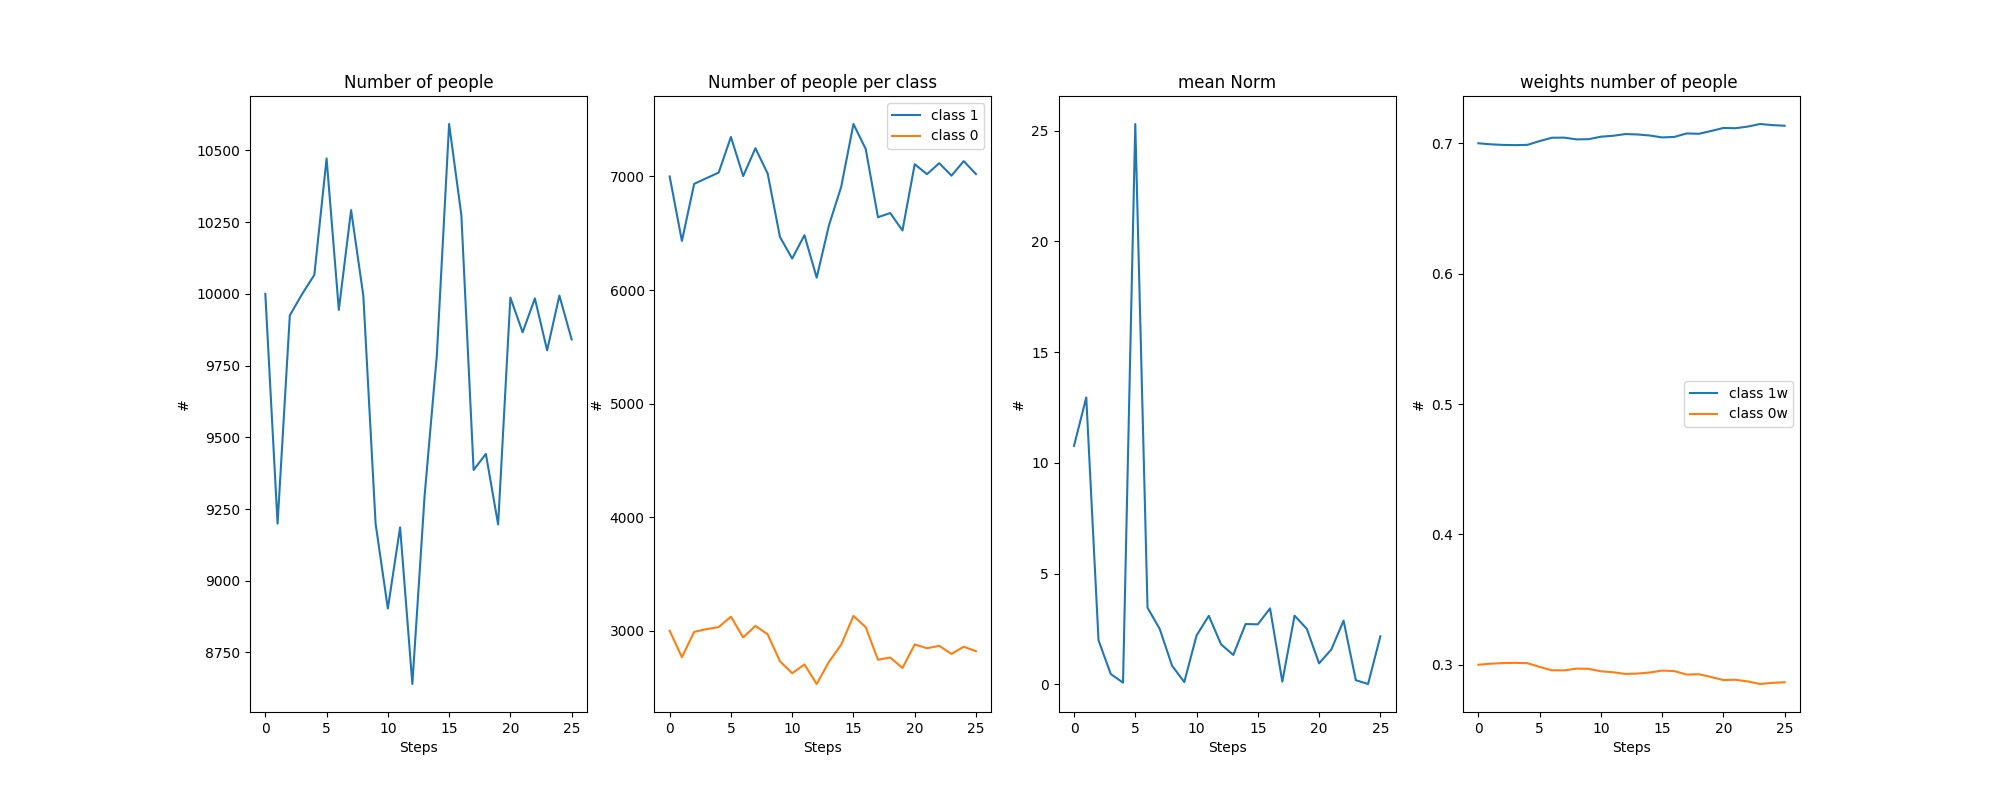 Number of people
10500
10250
10000
9750
9500
9250
9000
8750
#
0 5 10 15 20 25
Steps
Number of people per class
class 1
class 0
7000
6000
5000
4000
3000
#
0 5 10 15 20 25
Steps
mean Norm
25
20
15
10
5
0
#
0 5 10 15 20 25
Steps
weights number of people
0.7
0.6
0.5
0.4
0.3
#
class 1w
class 0w
0 5 10 15 20 25
Steps